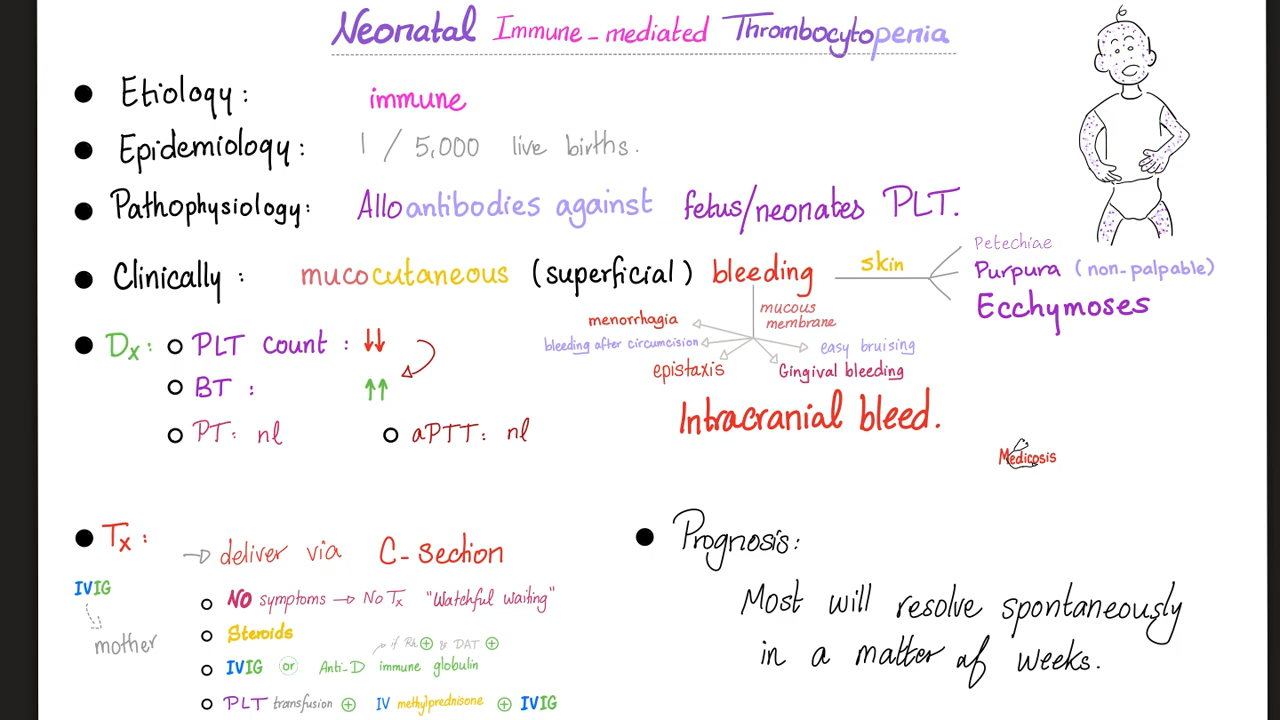 Neonatal Immune-mediated Thrombocytopenia
Etiology: immune
Epidemiology: 1 / 5,000 live births.
Pathophysiology: Alloantibodies against fetus/neonates PLT.
Clinically: mucocutaneous (superficial) bleeding
skin
Petechiae
Purpura (non-palpable)
Ecchymoses
mucous
membrane
menorrhagia
bleeding after circumcision
epistaxis
Gingival bleeding
easy bruising
Intracranial bleed.
Dx: PLT count: ↓↓
BT: ↑↑
PT: nl
aPTT: nl
Medicosis
Tx:
→ deliver via C-section
IVIG
mother
NO symptoms → No Tx "Watchful waiting"
Steroids
if Rh ⊕ & DAT ⊕
IVIG or Anti-D immune globulin
PLT transfusion ⊕ IV methylprednisone ⊕ IVIG
Prognosis:
Most will resolve spontaneously
in a matter of weeks.